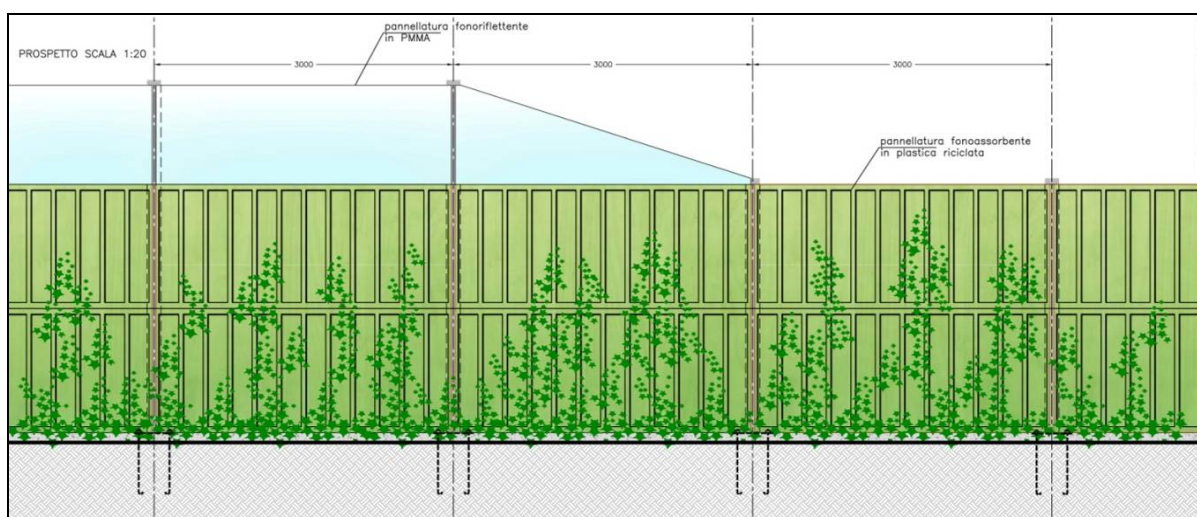 pannellatura fonoriflettente
in PMMA
PROSPETTO SCALA 1:20
3000
3000
3000
pannellatura fonoassorbente
in plastica riciclata